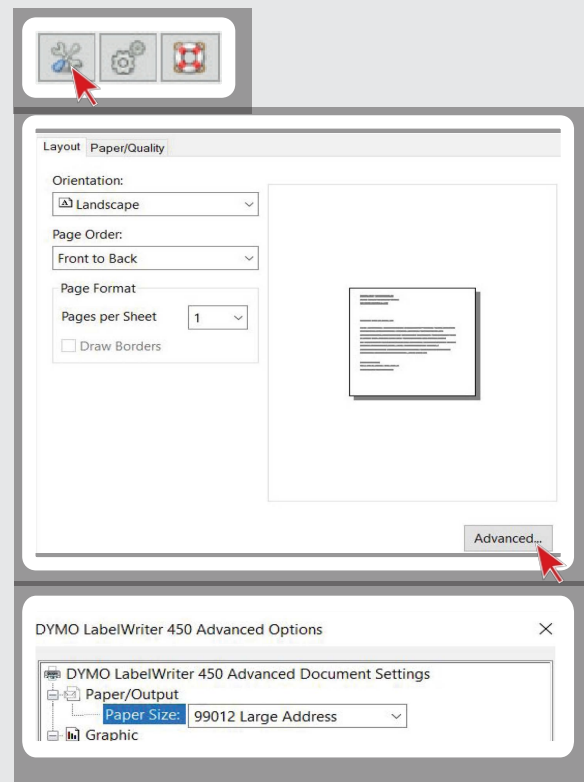 Layout Paper/Quality
Orientation:
Landscape
Page Order:
Front to Back
Page Format
Pages per Sheet 1
Draw Borders
Advanced...
DYMO LabelWriter 450 Advanced Options
DYMO LabelWriter 450 Advanced Document Settings
Paper/Output
Paper Size: 99012 Large Address
Graphic